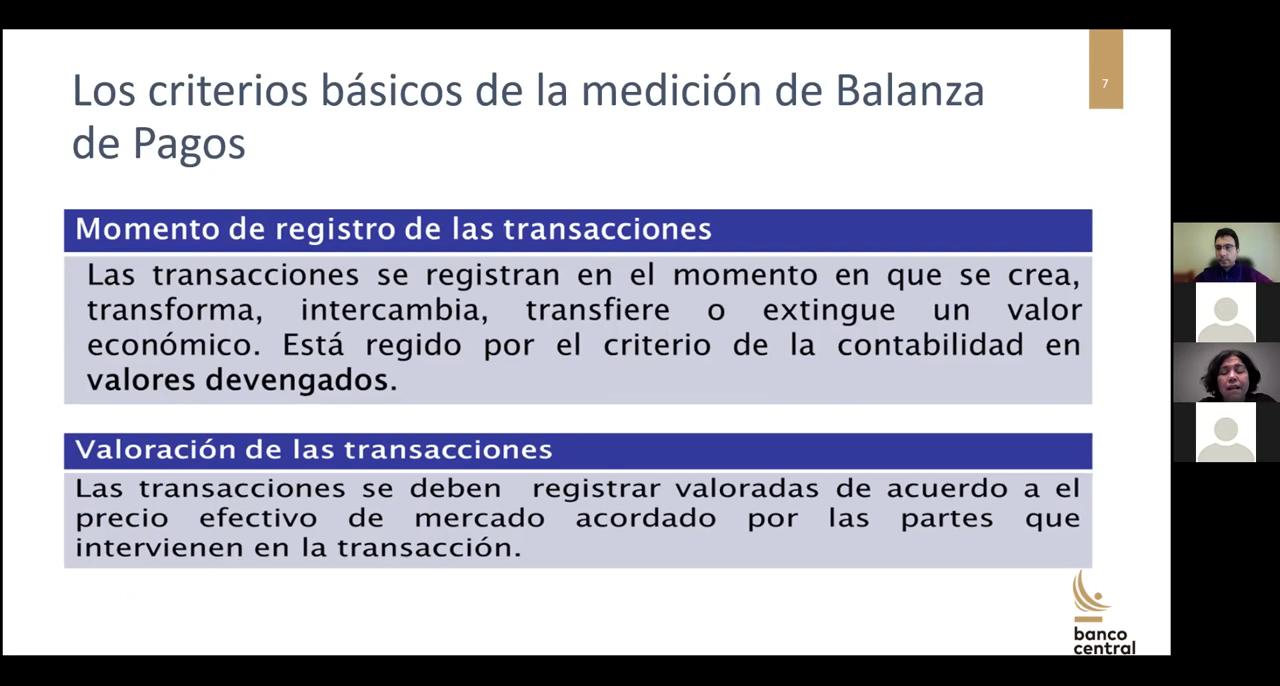 Los criterios básicos de la medición de Balanza
de Pagos
7
Momento de registro de las transacciones
Las transacciones se registran en el momento en que se crea,
transforma, intercambia, transfiere o extingue un valor
económico. Está regido por el criterio de la contabilidad en
valores devengados.
Valoración de las transacciones
Las transacciones se deben registrar valoradas de acuerdo a el
precio efectivo de mercado acordado por las partes que
intervienen en la transacción.
banco
central